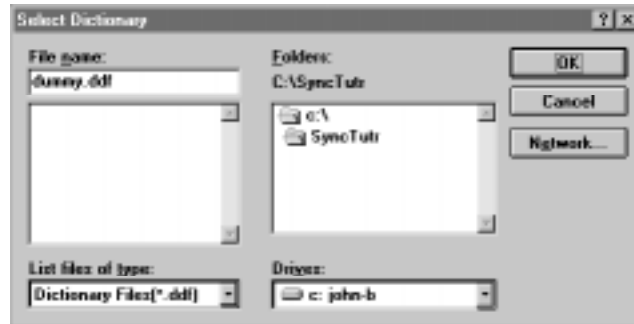 Select Dictionary
File name:
dummy.ddf
Folders:
C:\SyncTutr
c:\
SyncTutr
OK
Cancel
Network...
List files of type:
Dictionary Files(*.ddf)
Drives:
c: john-b